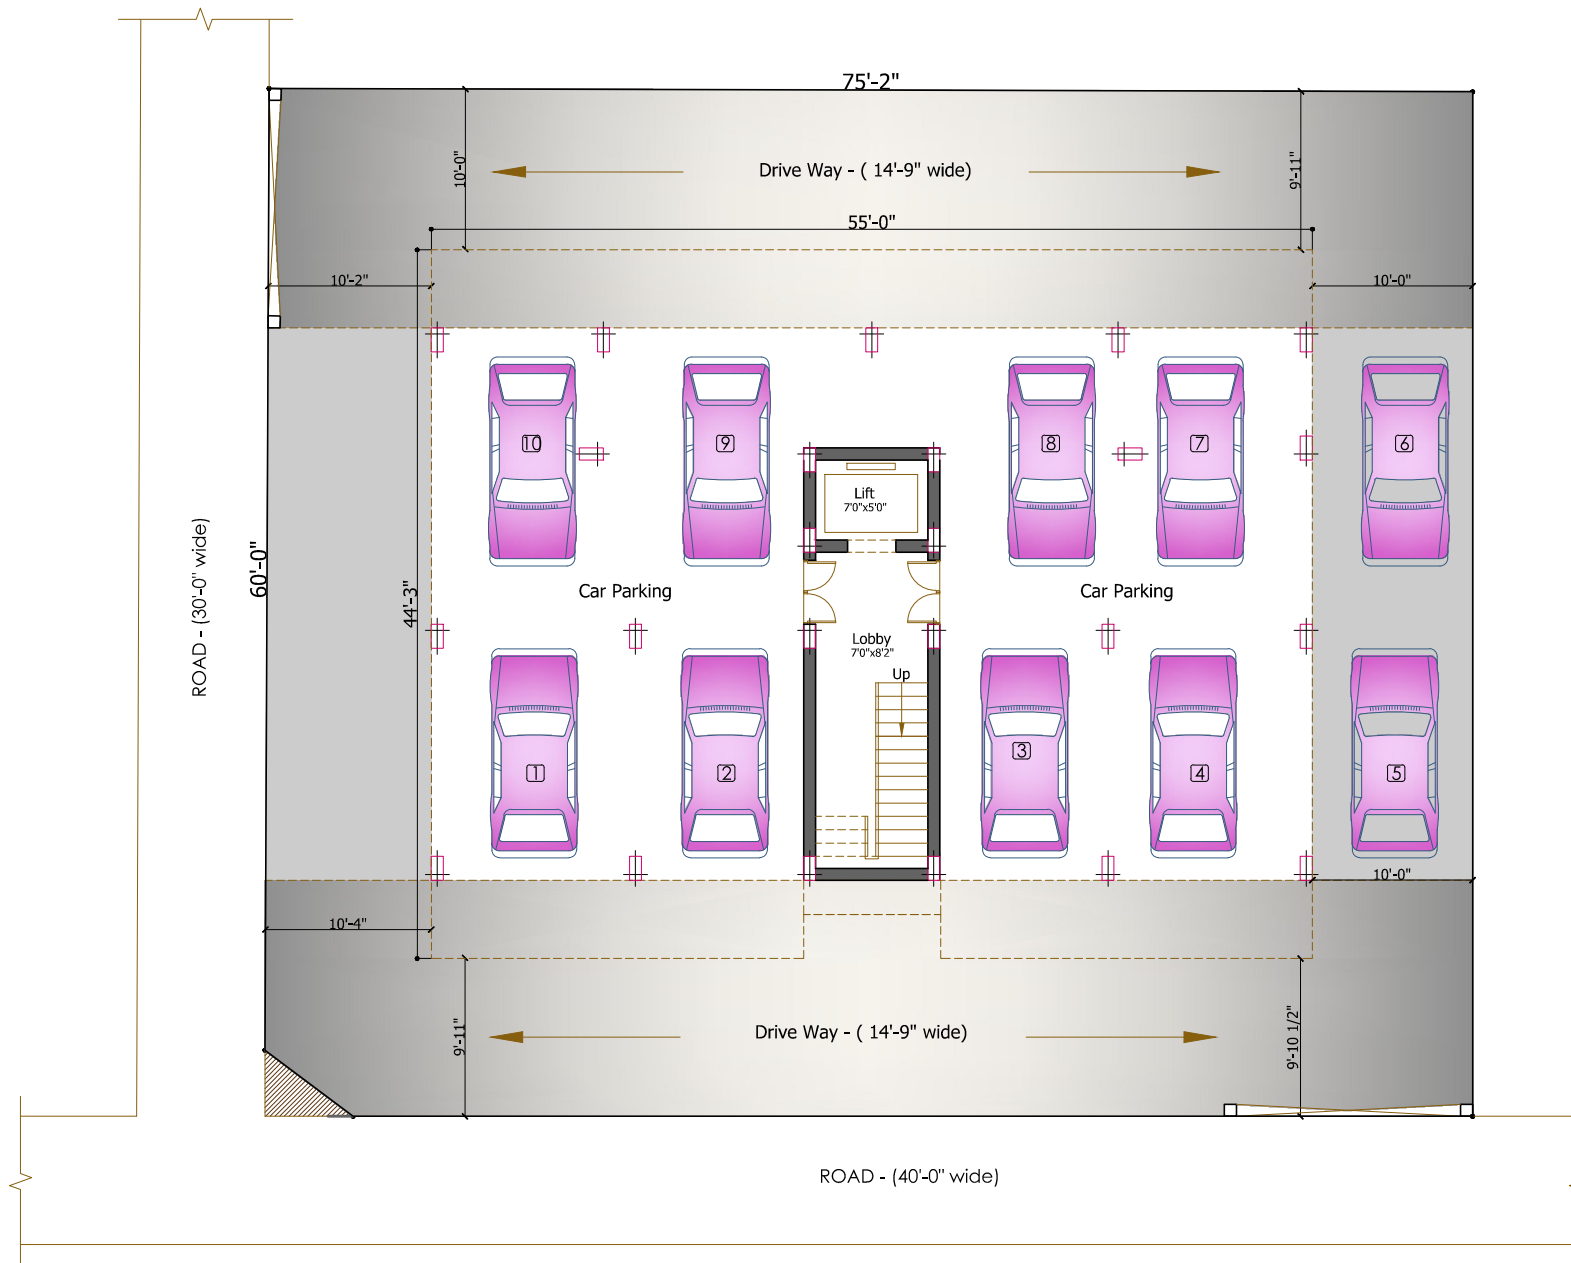 75'-2"
10'-0"
Drive Way - ( 14'-9" wide)
9'-11"
55'-0"
10'-2"
10'-0"
10
9
8
7
6
Lift
7'0"x5'0"
ROAD - (30'-0" wide)
60'-0"
44'-3"
Car Parking
Car Parking
Lobby
7'0"x8'2"
Up
1
2
3
4
5
10'-0"
10'-4"
9'-11"
Drive Way - ( 14'-9" wide)
9'-10 1/2"
ROAD - (40'-0" wide)